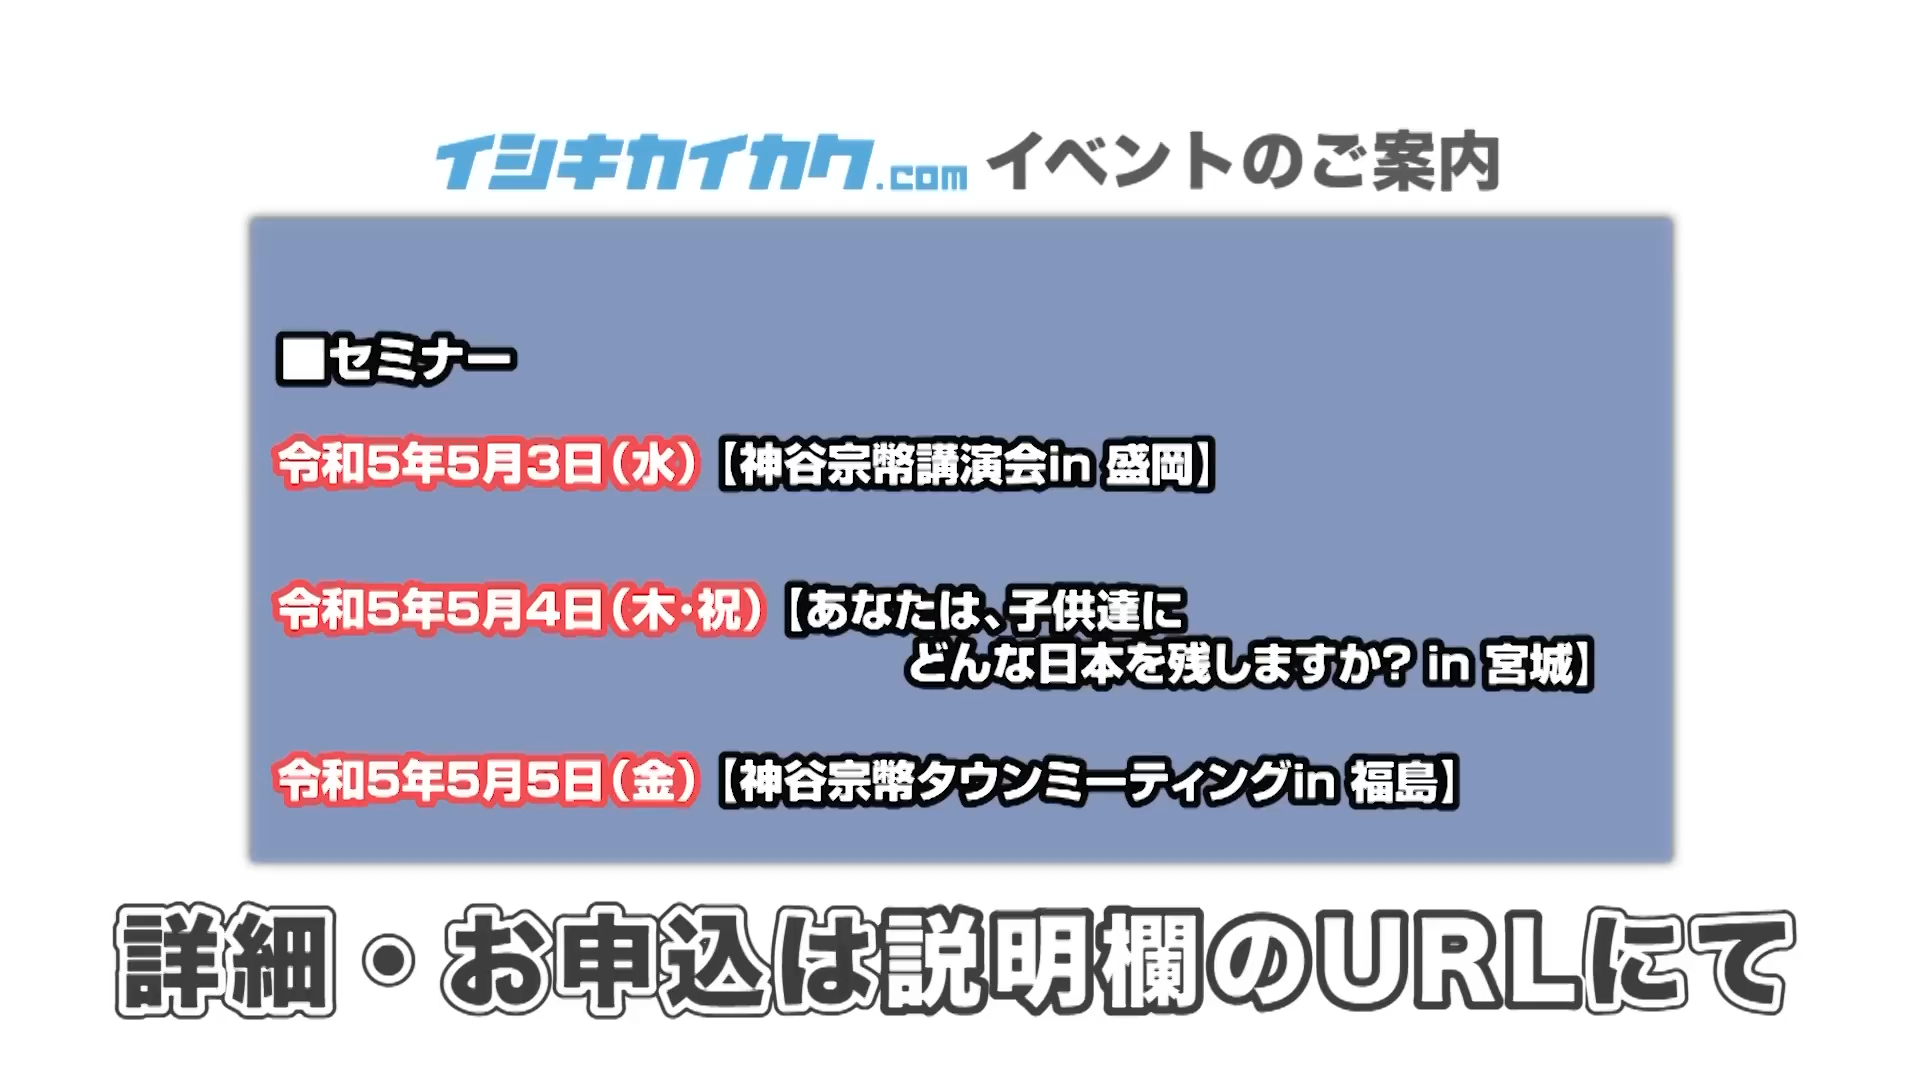 イシキカイカク.com イベントのご案内
■セミナー
令和5年5月3日(水)【神谷宗幣講演会in 盛岡】
令和5年5月4日(木・祝)【あなたは、子供達に
どんな日本を残しますか? in 宮城】
令和5年5月5日(金)【神谷宗幣タウンミーティングin 福島】
詳細・お申込は説明欄のURLにて